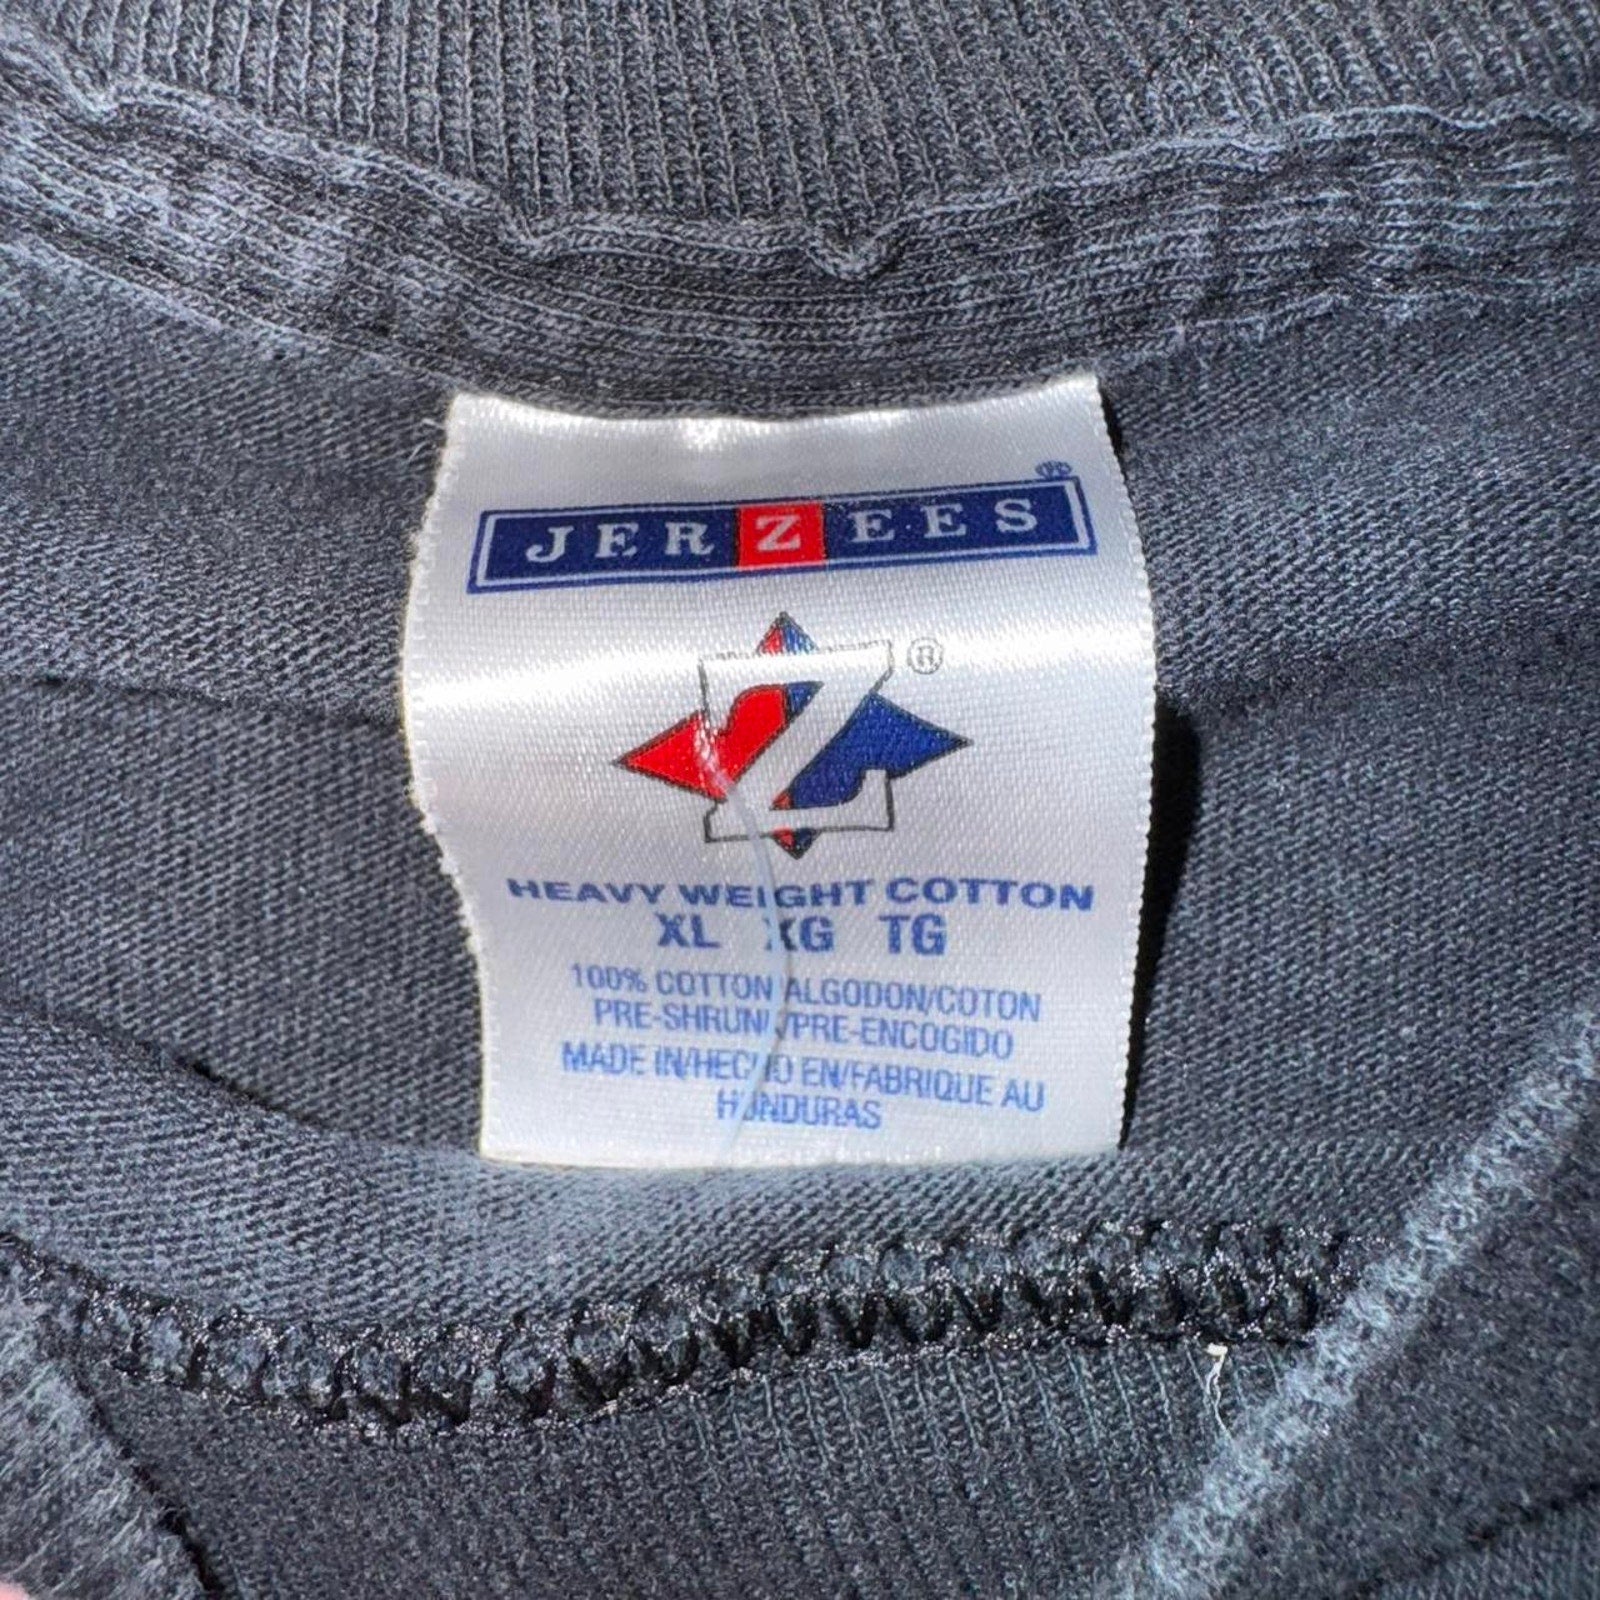 JERZEES ®
Z ®
HEAVY WEIGHT COTTON
XL XG TG
100% COTTON ALGODON/COTON
PRE-SHRUNK/PRE-ENCOGIDO
MADE IN/HECHO EN/FABRIQUE AU
HONDURAS